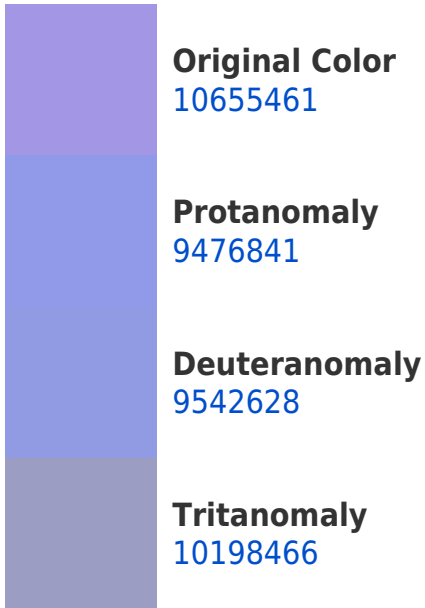 Original Color
10655461
Protanomaly
9476841
Deuteranomaly
9542628
Tritanomaly
10198466